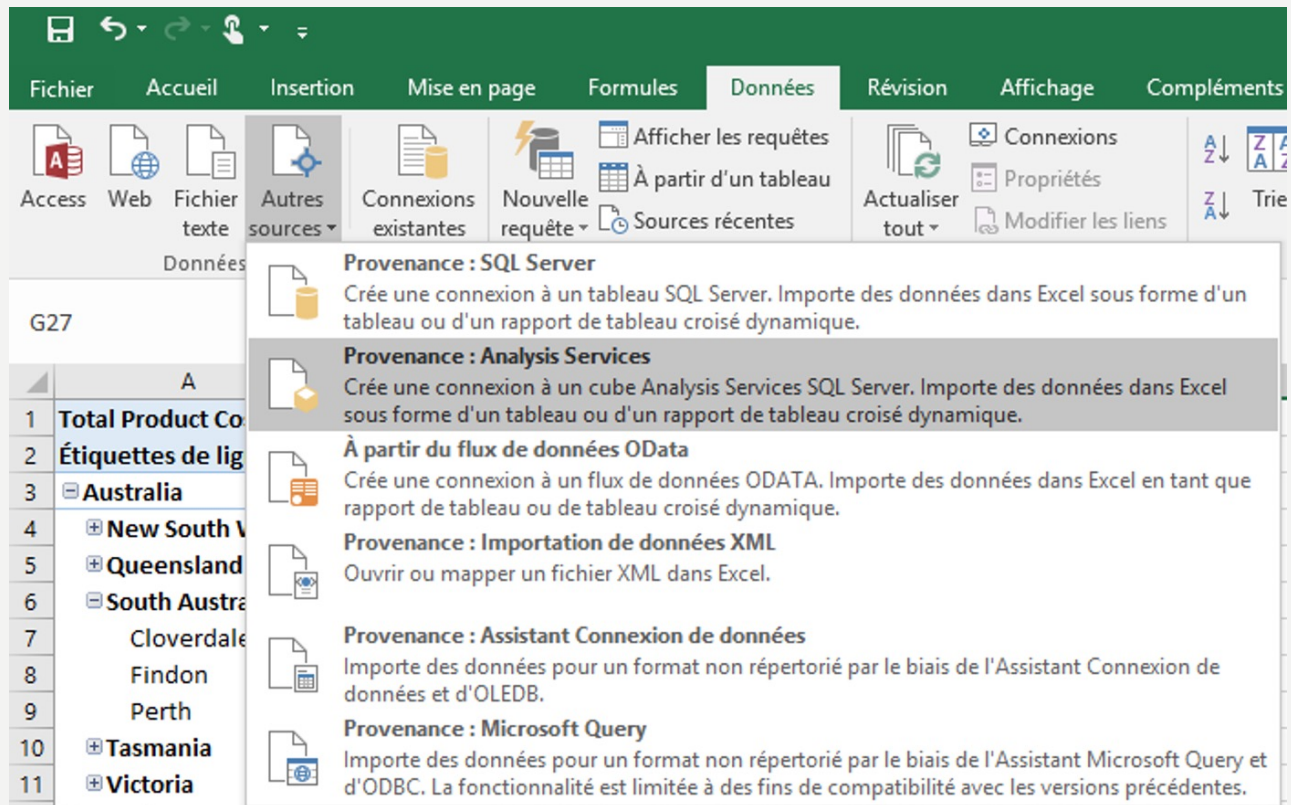 Fichier Accueil Insertion Mise en page Formules Données Révision Affichage Compléments
Access Web Fichier texte Autres sources Connexions existantes Nouvelle requête
Afficher les requêtes
À partir d'un tableau
Sources récentes
Actualiser tout
Connexions
Propriétés
Modifier les liens
Données
Provenance : SQL Server
Crée une connexion à un tableau SQL Server. Importe des données dans Excel sous forme d'un
tableau ou d'un rapport de tableau croisé dynamique.
Provenance : Analysis Services
Crée une connexion à un cube Analysis Services SQL Server. Importe des données dans Excel
sous forme d'un tableau ou d'un rapport de tableau croisé dynamique.
À partir du flux de données OData
Crée une connexion à un flux de données ODATA. Importe des données dans Excel en tant que
rapport de tableau ou de tableau croisé dynamique.
Provenance : Importation de données XML
Ouvrir ou mapper un fichier XML dans Excel.
Provenance : Assistant Connexion de données
Importe des données pour un format non répertorié par le biais de l'Assistant Connexion de
données et d'OLEDB.
Provenance : Microsoft Query
Importe des données pour un format non répertorié par le biais de l'Assistant Microsoft Query et
d'ODBC. La fonctionnalité est limitée à des fins de compatibilité avec les versions précédentes.
G27
A
1 Total Product
2 Étiquettes de
3 Australia
4 New South
5 Queensland
6 South
7 Cloverdale
8 Findon
9 Perth
10 Tasmania
11 Victoria